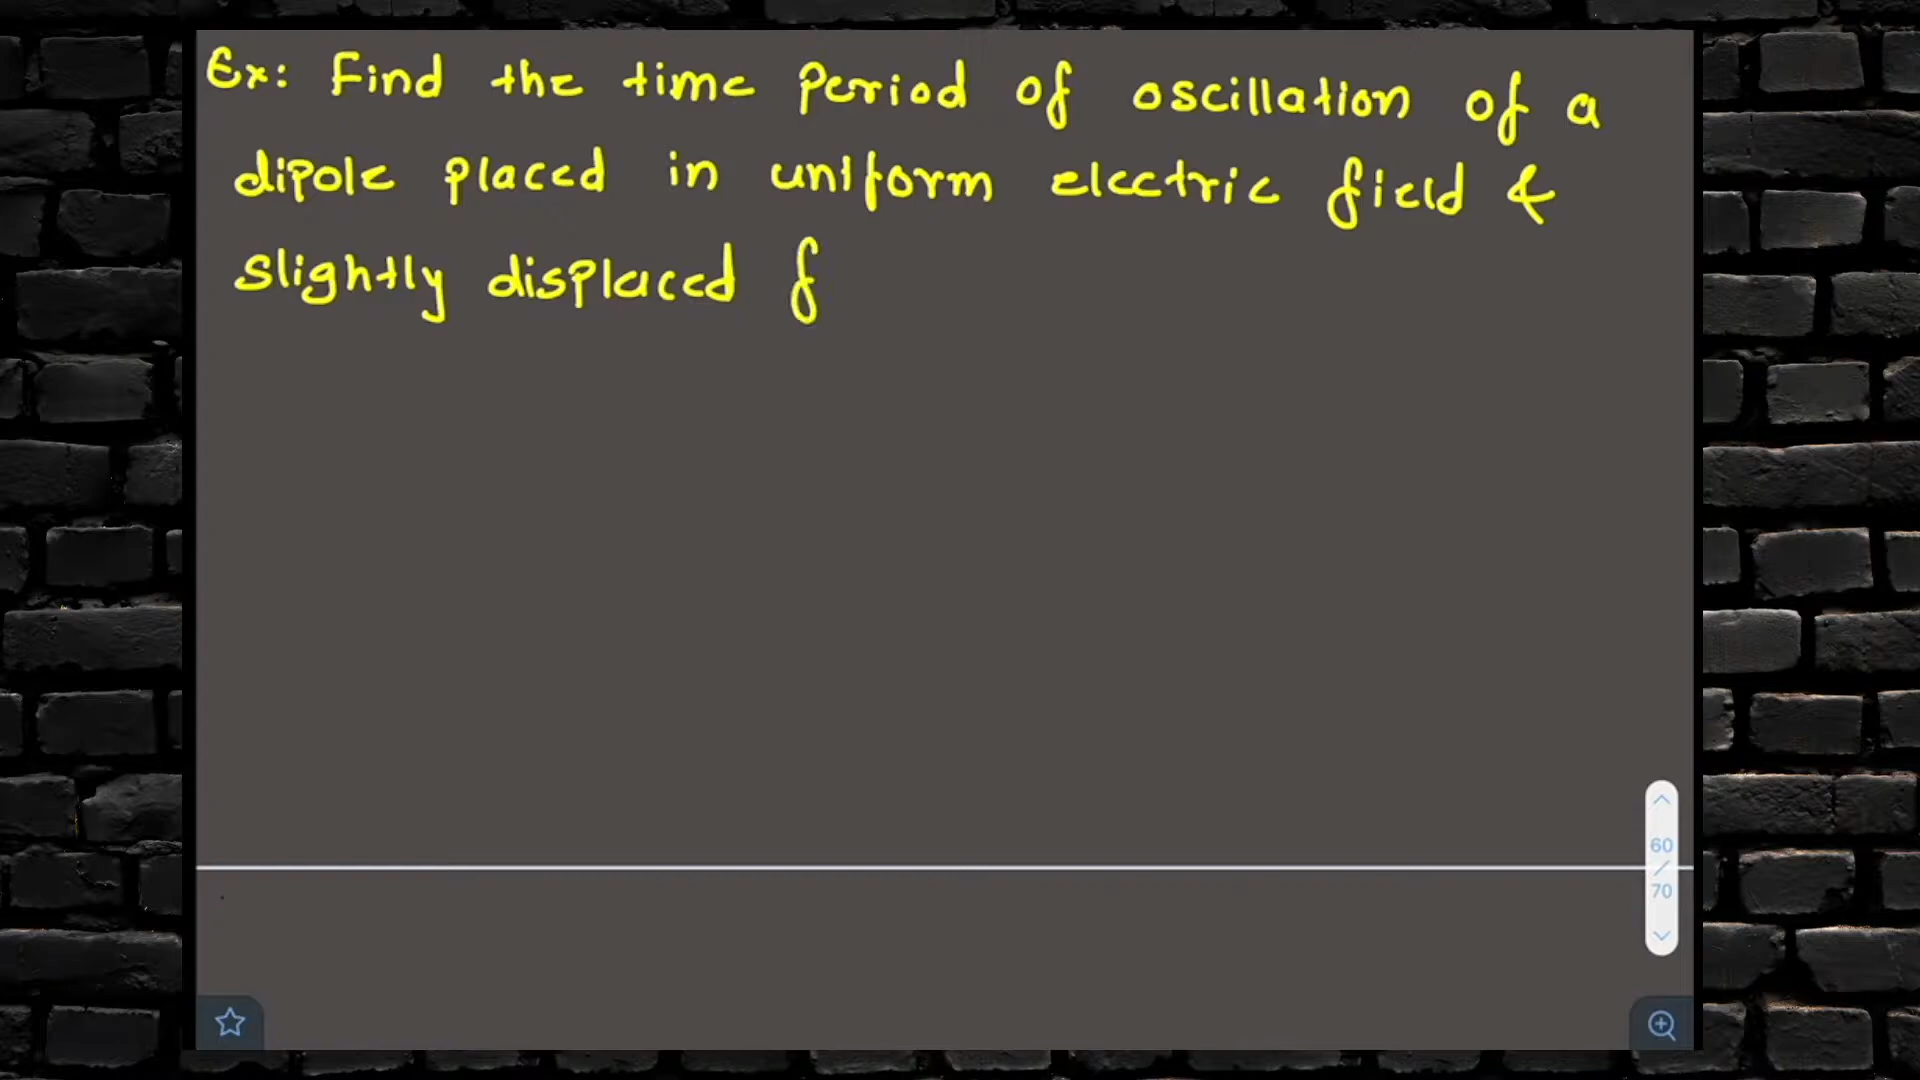 Ex: Find the time period of oscillation of a
dipole placed in uniform electric field &
slightly displaced f
60
/
70